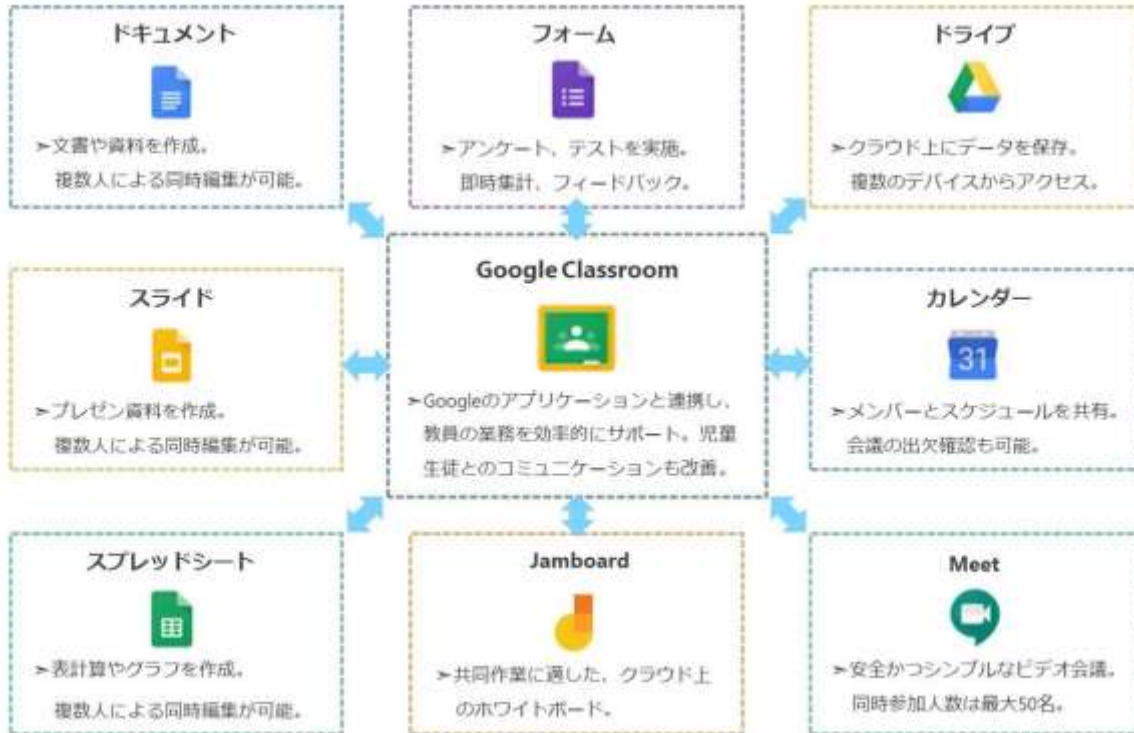 ドキュメント
➢文書や資料を作成。
複数人による同時編集が可能。
フォーム
➢アンケート、テストを実施。
即時集計、フィードバック。
ドライブ
➢クラウド上にデータを保存。
複数のデバイスからアクセス。
スライド
➢プレゼン資料を作成。
複数人による同時編集が可能。
Google Classroom
➢Googleのアプリケーションと連携し、
教員の業務を効率的にサポート。児童
生徒とのコミュニケーションも改善。
カレンダー
31
➢メンバーとスケジュールを共有。
会議の出欠確認も可能。
スプレッドシート
➢表計算やグラフを作成。
複数人による同時編集が可能。
Jamboard
➢共同作業に適した、クラウド上
のホワイトボード。
Meet
➢安全かつシンプルなビデオ会議。
同時参加人数は最大50名。